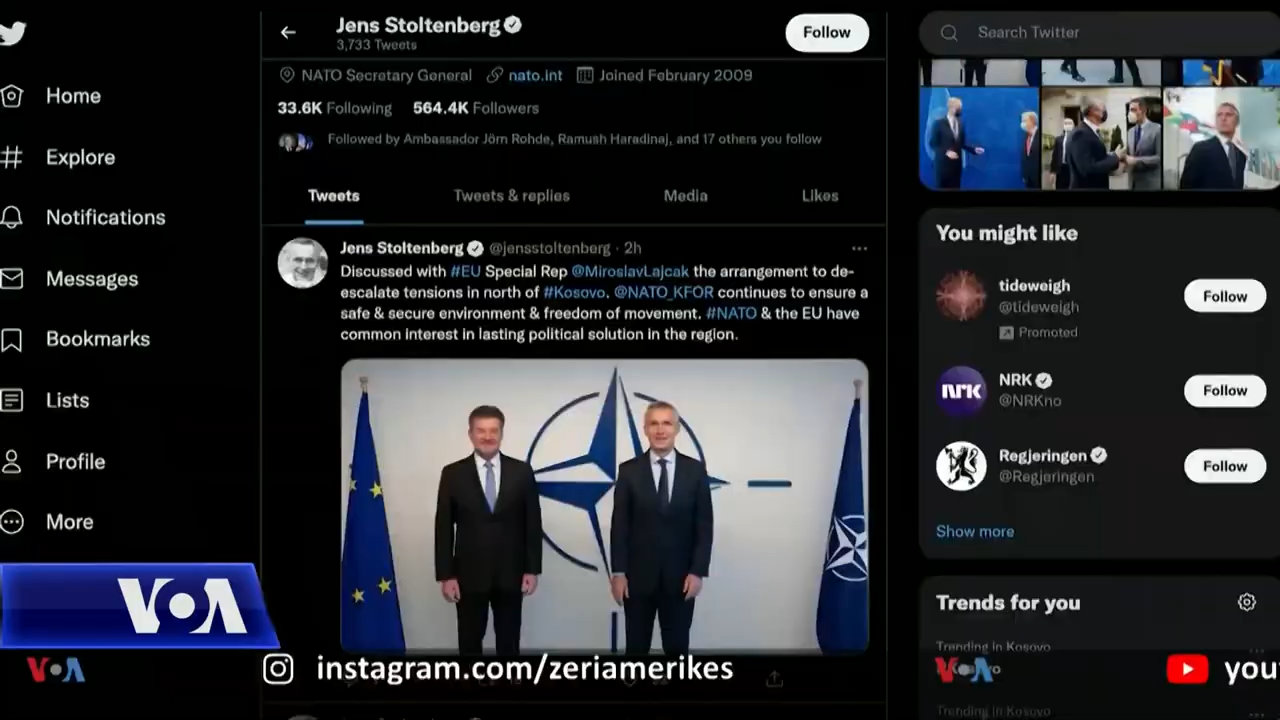 Jens Stoltenberg
3,733 Tweets
Follow
NATO Secretary General nato.int Joined February 2009
33.6K Following 564.4K Followers
Followed by Ambassador Jörn Rohde, Ramush Haradinaj, and 17 others you follow
Tweets Tweets & replies Media Likes
Home
Explore
Notifications
Messages
Bookmarks
Lists
Profile
More
Jens Stoltenberg @jensstoltenberg · 2h
Discussed with #EU Special Rep @MiroslavLajcak the arrangement to de-
escalate tensions in north of #Kosovo. @NATO_KFOR continues to ensure a
safe & secure environment & freedom of movement. #NATO & the EU have
common interest in lasting political solution in the region.
Search Twitter
You might like
tideweigh
@tideweigh
Promoted
Follow
NRK
NRK
@NRKno
Follow
Regjeringen
@Regjeringen
Follow
Show more
Trends for you
Trending in Kosovo
Trending in Kosovo
VOA
VOA
instagram.com/zeriamerikes
VOA